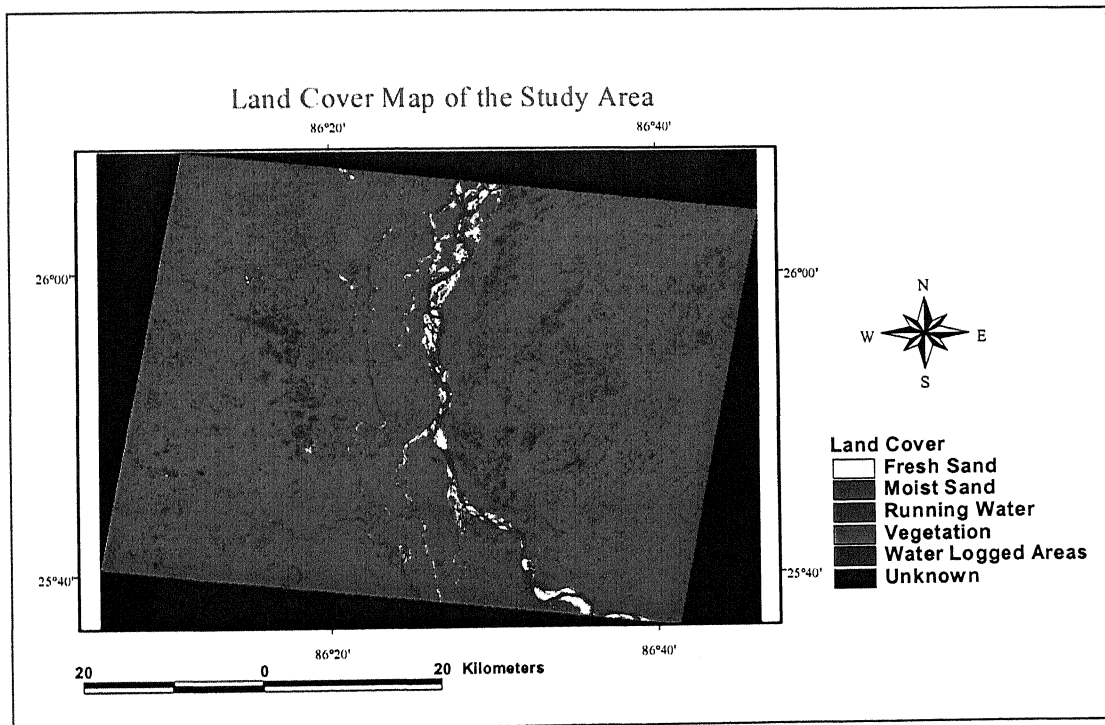 Land Cover Map of the Study Area
86°20' 86°40'
26°00' 26°00'
N
W E
S
Land Cover
Fresh Sand
Moist Sand
Running Water
Vegetation
Water Logged Areas
Unknown
25°40' 25°40'
86°20' 86°40'
20 0 20 Kilometers